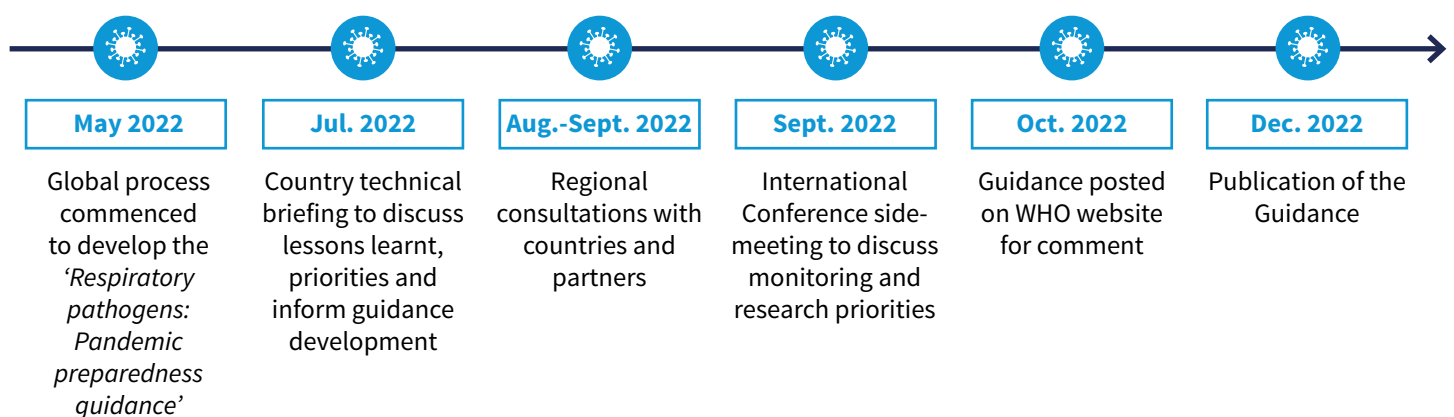 May 2022
Global process
commenced
to develop the
‘Respiratory
pathogens:
Pandemic
preparedness
guidance’
Jul. 2022
Country technical
briefing to discuss
lessons learnt,
priorities and
inform guidance
development
Aug.-Sept. 2022
Regional
consultations with
countries and
partners
Sept. 2022
International
Conference side-
meeting to discuss
monitoring and
research priorities
Oct. 2022
Guidance posted
on WHO website
for comment
Dec. 2022
Publication of the
Guidance